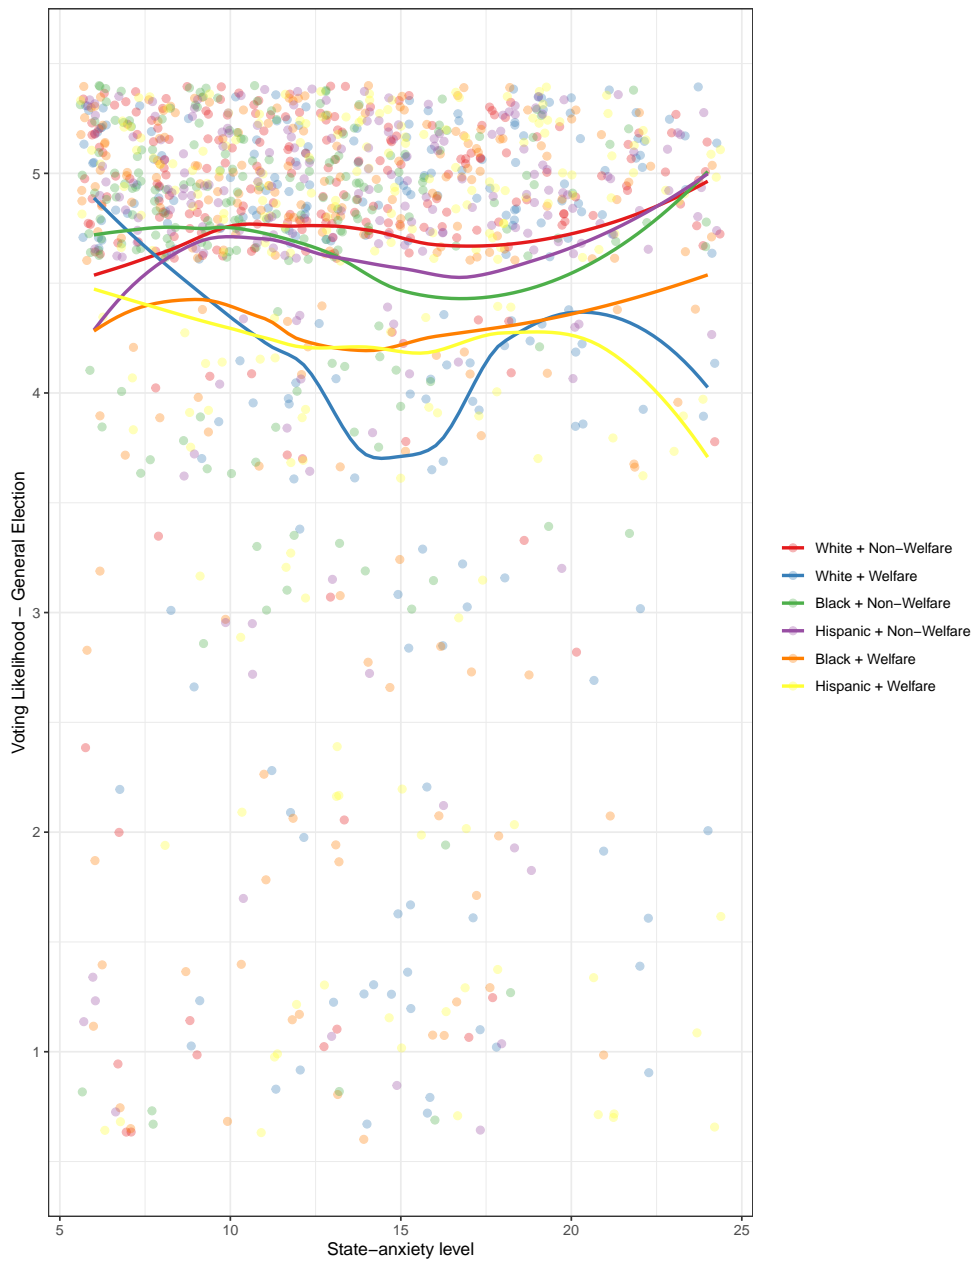 Voting Likelihood − General Election
5
4
3
2
1
5
10
15
20
25
State−anxiety level
White + Non−Welfare
White + Welfare
Black + Non−Welfare
Hispanic + Non−Welfare
Black + Welfare
Hispanic + Welfare